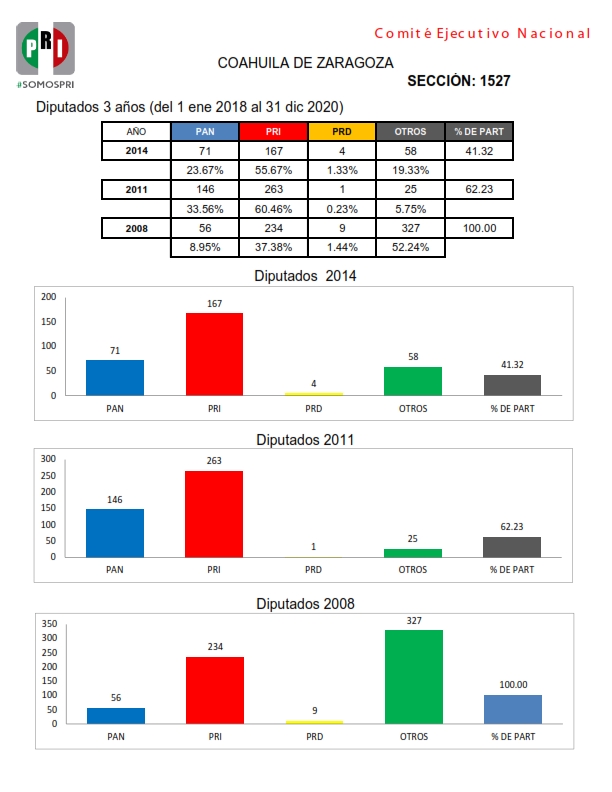 Comité Ejecutivo Nacional
PRI
#SOMOSPRI
COAHUILA DE ZARAGOZA
SECCIÓN: 1527
Diputados 3 años (del 1 ene 2018 al 31 dic 2020)
AÑO PAN PRI PRD OTROS % DE PART
2014 71 167 4 58 41.32
23.67% 55.67% 1.33% 19.33%
2011 146 263 1 25 62.23
33.56% 60.46% 0.23% 5.75%
2008 56 234 9 327 100.00
8.95% 37.38% 1.44% 52.24%
Diputados 2014
200
150
100
50
0
71
167
4
58
41.32
PAN PRI PRD OTROS % DE PART
Diputados 2011
300
250
200
150
100
50
0
146
263
1
25
62.23
PAN PRI PRD OTROS % DE PART
Diputados 2008
350
300
250
200
150
100
50
0
56
234
9
327
100.00
PAN PRI PRD OTROS % DE PART